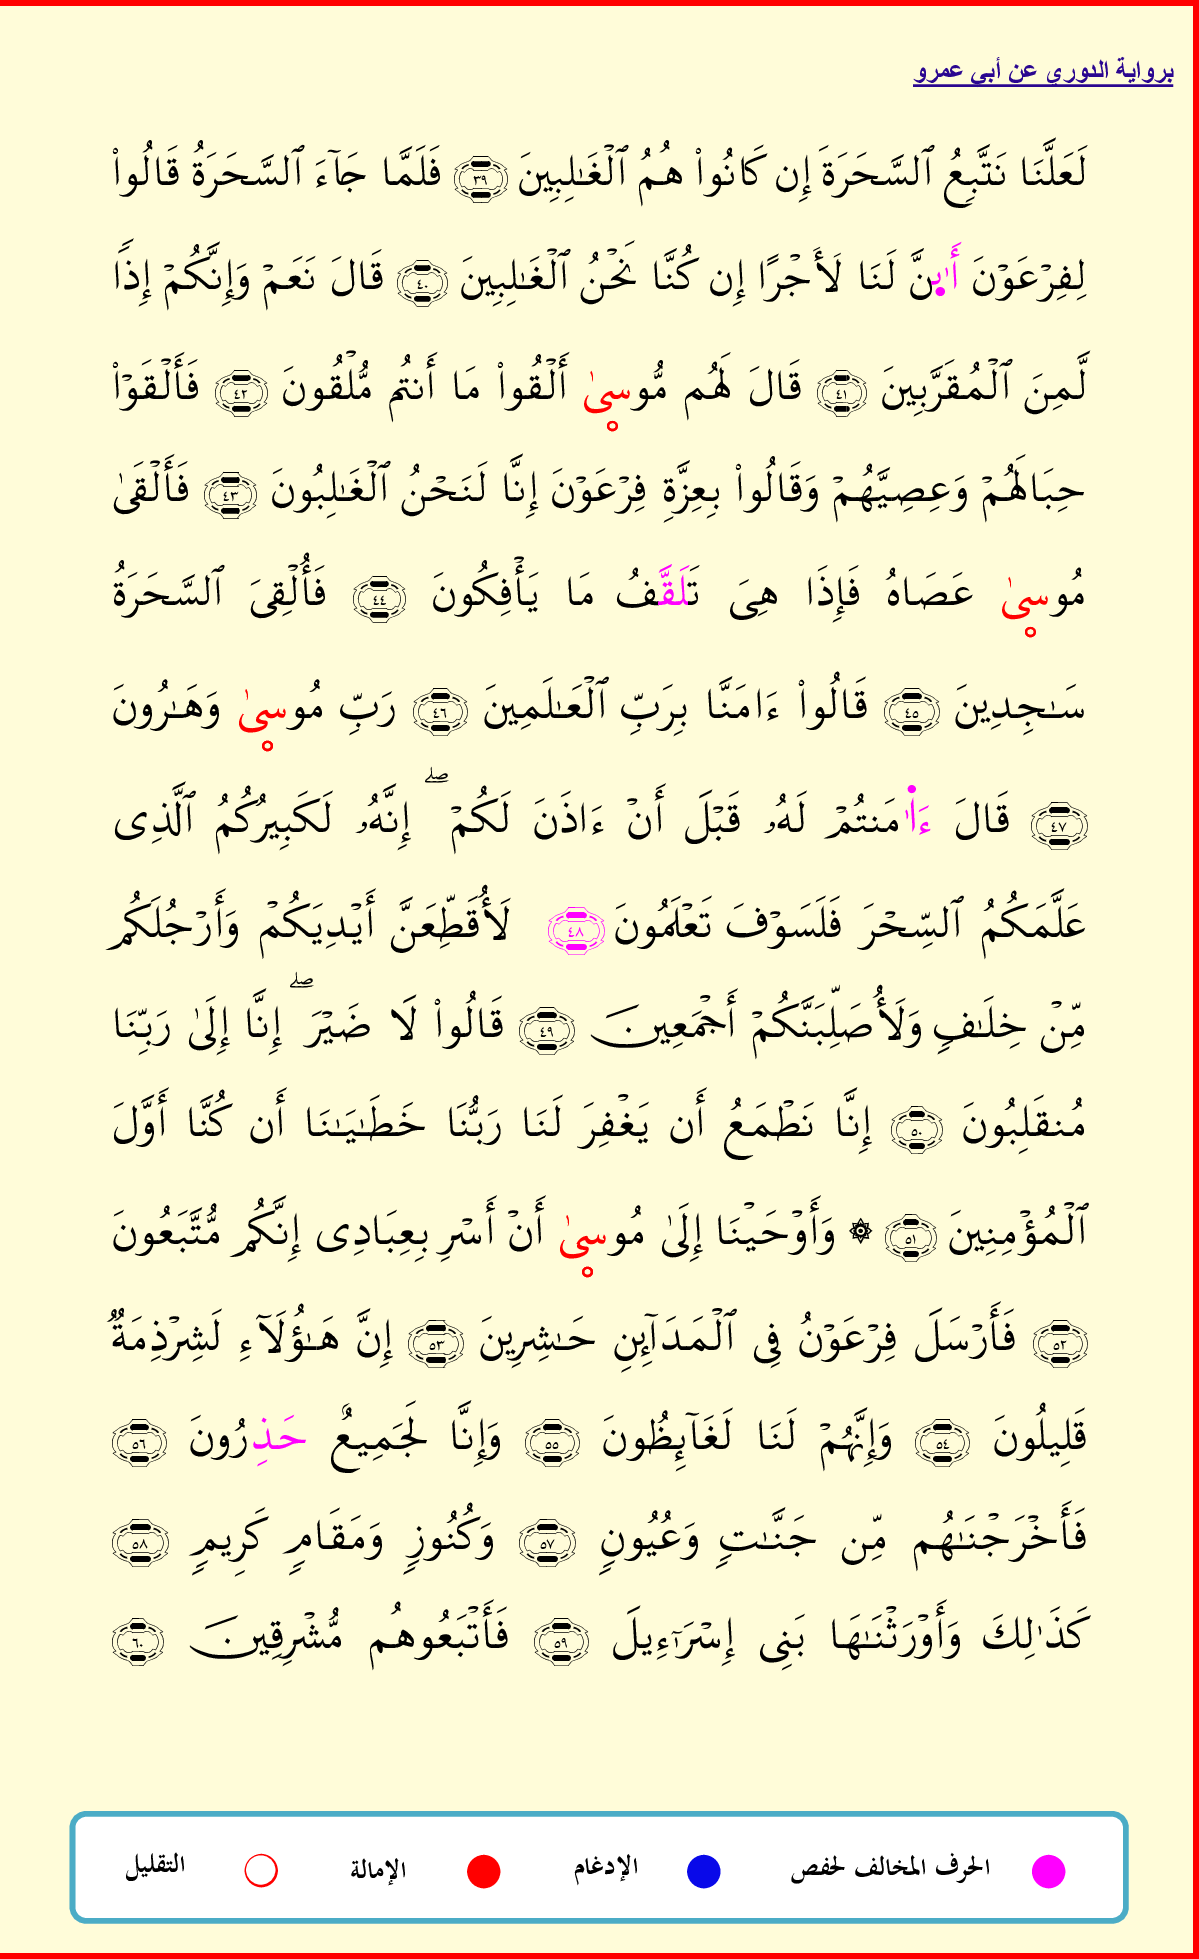 برواية الدوري عن أبي عمرو
لَعَلَّنَا نَتَّبِعُ ٱلسَّحَرَةَ إِن كَانُواْ هُمُ ٱلۡغَٰلِبِينَ ٣٩ فَلَمَّا جَآءَ ٱلسَّحَرَةُ قَالُواْ
لِفِرۡعَوۡنَ أَىٰ۪نَّ لَنَا لَأَجۡرًا إِن كُنَّا نَحۡنُ ٱلۡغَٰلِبِينَ ٤٠ قَالَ نَعَمۡ وَإِنَّكُمۡ إِذٗا
لَّمِنَ ٱلۡمُقَرَّبِينَ ٤١ قَالَ لَهُم مُّوسۭىٰ أَلۡقُواْ مَا أَنتُم مُّلۡقُونَ ٤٢ فَأَلۡقَوۡاْ
حِبَالَهُمۡ وَعِصِيَّهُمۡ وَقَالُواْ بِعِزَّةِ فِرۡعَوۡنَ إِنَّا لَنَحۡنُ ٱلۡغَٰلِبُونَ ٤٣ فَأَلۡقَىٰ
مُوسۭىٰ عَصَاهُ فَإِذَا هِىَ تَلَقَّفُ مَا يَأۡفِكُونَ ٤٤ فَأُلۡقِىَ ٱلسَّحَرَةُ
سَٰجِدِينَ ٤٥ قَالُواْ ءَامَنَّا بِرَبِّ ٱلۡعَٰلَمِينَ ٤٦ رَبِّ مُوسۭىٰ وَهَٰرُونَ
٤٧ قَالَ ءَاٰ۬مَنتُمۡ لَهُۥ قَبۡلَ أَنۡ ءَاذَنَ لَكُمۡۖ إِنَّهُۥ لَكَبِيرُكُمُ ٱلَّذِى
عَلَّمَكُمُ ٱلسِّحۡرَ فَلَسَوۡفَ تَعۡلَمُونَ ٤٨ لَأُقَطِّعَنَّ أَيۡدِيَكُمۡ وَأَرۡجُلَكُم
مِّنۡ خِلَٰفٖ وَلَأُصَلِّبَنَّكُمۡ أَجۡمَعِينَ ٤٩ قَالُواْ لَا ضَيۡرَۖ إِنَّا إِلَىٰ رَبِّنَا
مُنقَلِبُونَ ٥٠ إِنَّا نَطۡمَعُ أَن يَغۡفِرَ لَنَا رَبُّنَا خَطَٰيَٰنَا أَن كُنَّا أَوَّلَ
ٱلۡمُؤۡمِنِينَ ٥١ ۞ وَأَوۡحَيۡنَا إِلَىٰ مُوسۭىٰ أَنۡ أَسۡرِ بِعِبَادِى إِنَّكُم مُّتَّبَعُونَ
٥٢ فَأَرۡسَلَ فِرۡعَوۡنُ فِى ٱلۡمَدَآئِنِ حَٰشِرِينَ ٥٣ إِنَّ هَٰؤُلَآءِ لَشِرۡذِمَةٞ
قَلِيلُونَ ٥٤ وَإِنَّهُمۡ لَنَا لَغَآئِظُونَ ٥٥ وَإِنَّا لَجَمِيعٌ حَذِرُونَ ٥٦
فَأَخۡرَجۡنَٰهُم مِّن جَنَّٰتٖ وَعُيُونٖ ٥٧ وَكُنُوزٖ وَمَقَامٖ كَرِيمٖ ٥٨
كَذَٰلِكَ وَأَوۡرَثۡنَٰهَا بَنِى إِسۡرَٰٓءِيلَ ٥٩ فَأَتۡبَعُوهُم مُّشۡرِقِينَ ٦٠
الحرف المخالف لحفص الإدغام الإمالة التقليل